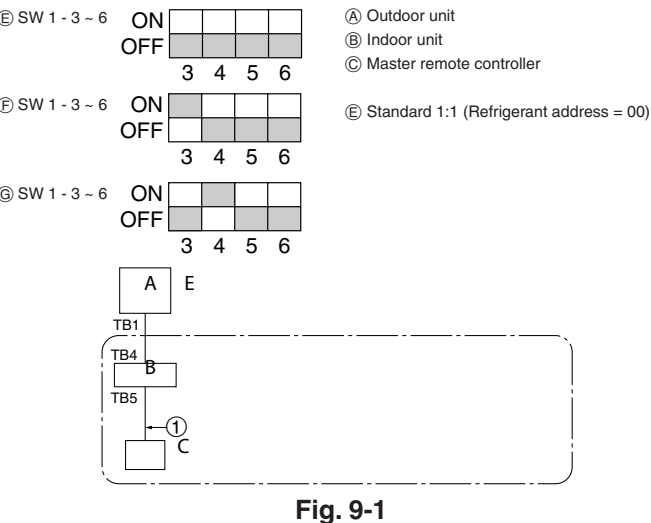 Ⓔ SW 1 - 3 ~ 6 ON
OFF
3 4 5 6
Ⓕ SW 1 - 3 ~ 6 ON
OFF
3 4 5 6
Ⓖ SW 1 - 3 ~ 6 ON
OFF
3 4 5 6
Ⓐ Outdoor unit
Ⓑ Indoor unit
Ⓒ Master remote controller
Ⓔ Standard 1:1 (Refrigerant address = 00)
A E
TB1
TB4
B
TB5
①
C
Fig. 9-1